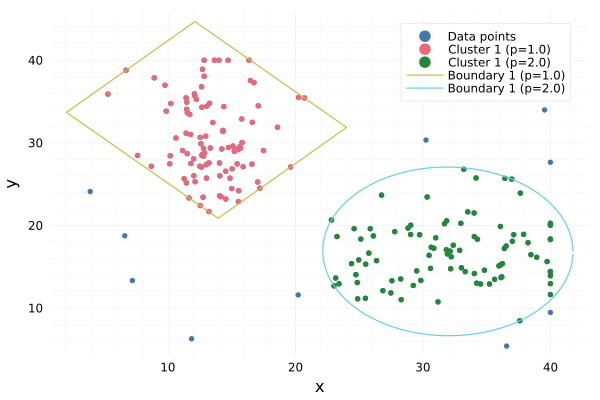 Data points
Cluster 1 (p=1.0)
Cluster 1 (p=2.0)
Boundary 1 (p=1.0)
Boundary 1 (p=2.0)
40
30
20
10
y
10 20 30 40
x